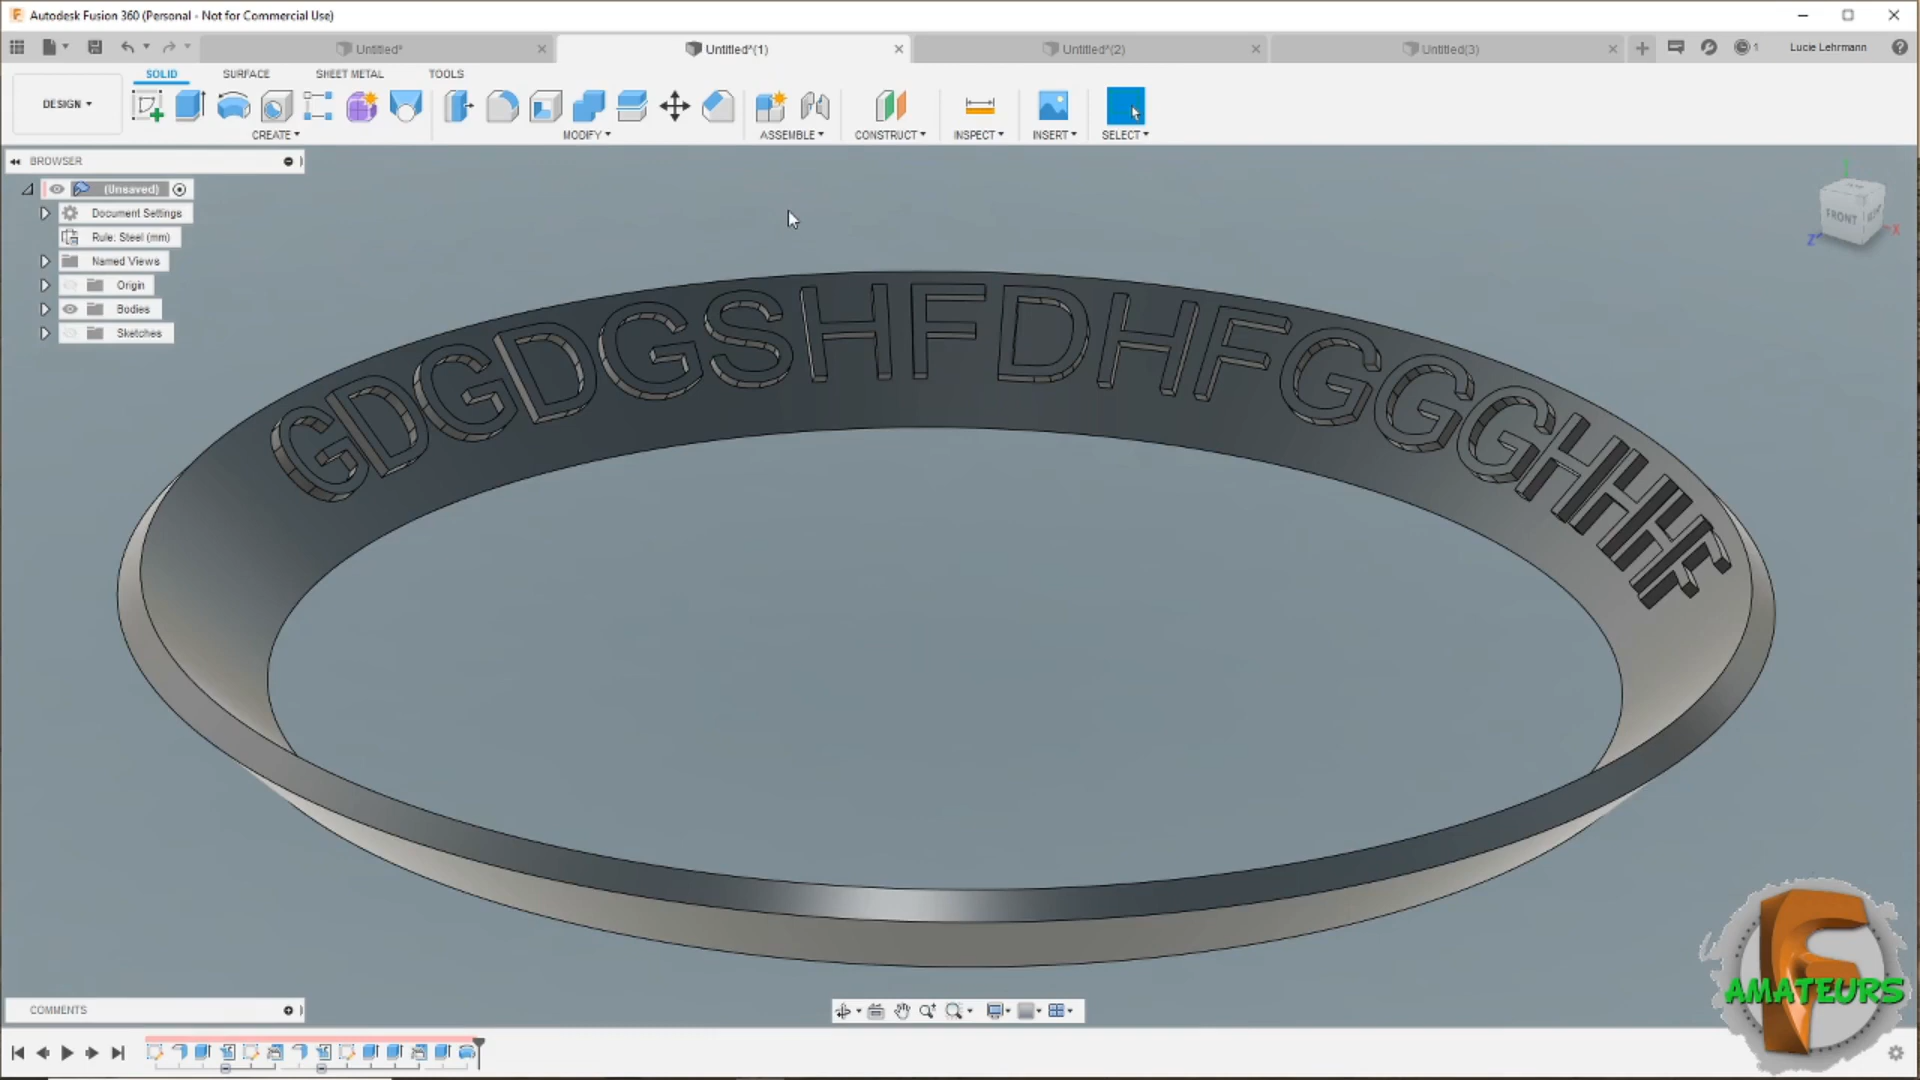 Autodesk Fusion 360 (Personal - Not for Commercial Use)
Untitled*
Untitled*(1)
Untitled*(2)
Untitled(3)
1
Lucie Lehrmann
DESIGN
SOLID
SURFACE
SHEET METAL
TOOLS
CREATE
MODIFY
ASSEMBLE
CONSTRUCT
INSPECT
INSERT
SELECT
BROWSER
(Unsaved)
Document Settings
Rule: Steel (mm)
Named Views
Origin
Bodies
Sketches
FRONT
X
Z
GDGDGSHFDHFGGGHHHF
AMATEURS
COMMENTS